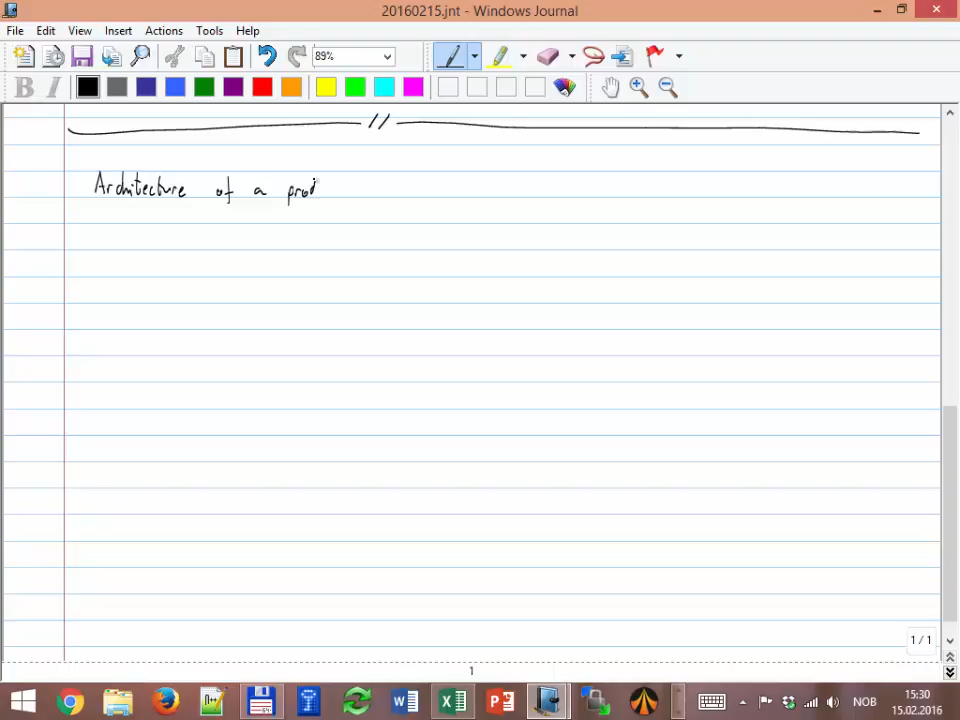 20160215.jnt - Windows Journal
File Edit View Insert Actions Tools Help
89%
B I
Architecture of a prod
1 / 1
1
NOB
15:30
15.02.2016